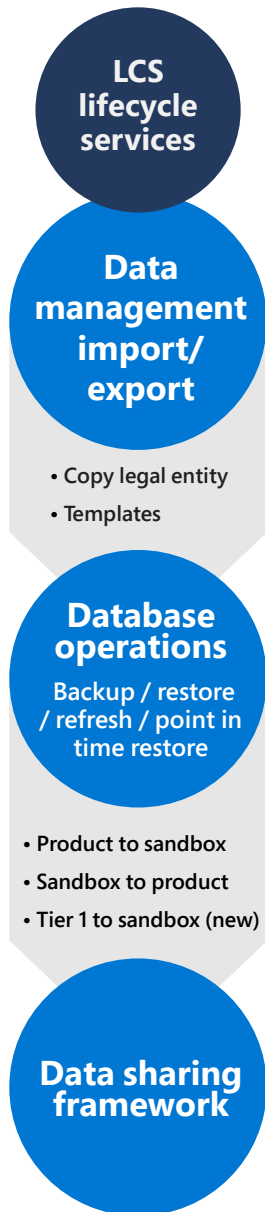 LCS
lifecycle
services
Data
management
import/
export
• Copy legal entity
• Templates
Database
operations
Backup / restore
/ refresh / point in
time restore
• Product to sandbox
• Sandbox to product
• Tier 1 to sandbox (new)
Data sharing
framework